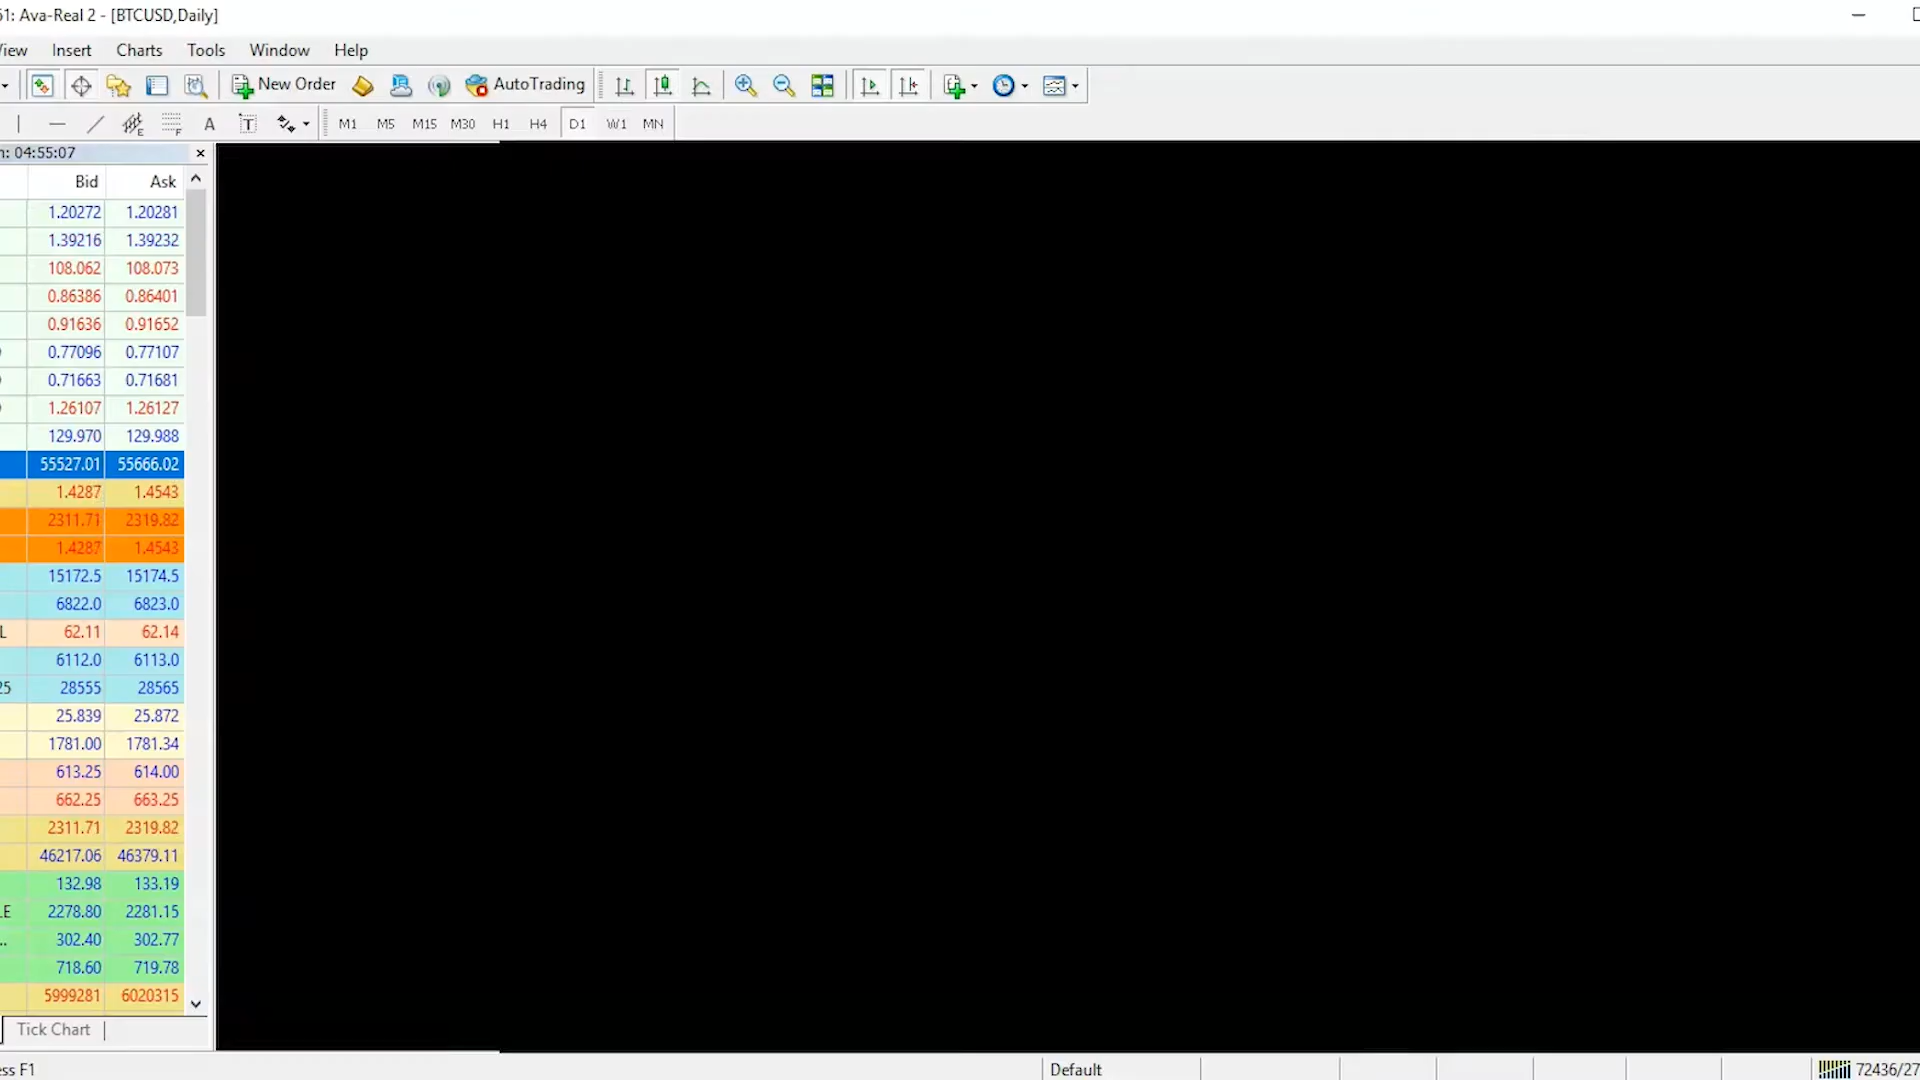 51: Ava-Real 2 - [BTCUSD,Daily]
View Insert Charts Tools Window Help
New Order AutoTrading
E F A T M1 M5 M15 M30 H1 H4 D1 W1 MN
: 04:55:07
Bid Ask
1.20272 1.20281
1.39216 1.39232
108.062 108.073
0.86386 0.86401
0.91636 0.91652
0.77096 0.77107
0.71663 0.71681
1.26107 1.26127
129.970 129.988
55527.01 55666.02
1.4287 1.4543
2311.71 2319.82
1.4287 1.4543
15172.5 15174.5
6822.0 6823.0
L 62.11 62.14
6112.0 6113.0
25 28555 28565
25.839 25.872
1781.00 1781.34
613.25 614.00
662.25 663.25
2311.71 2319.82
46217.06 46379.11
132.98 133.19
LE 2278.80 2281.15
.. 302.40 302.77
718.60 719.78
5999281 6020315
Tick Chart
ess F1 Default 72436/27